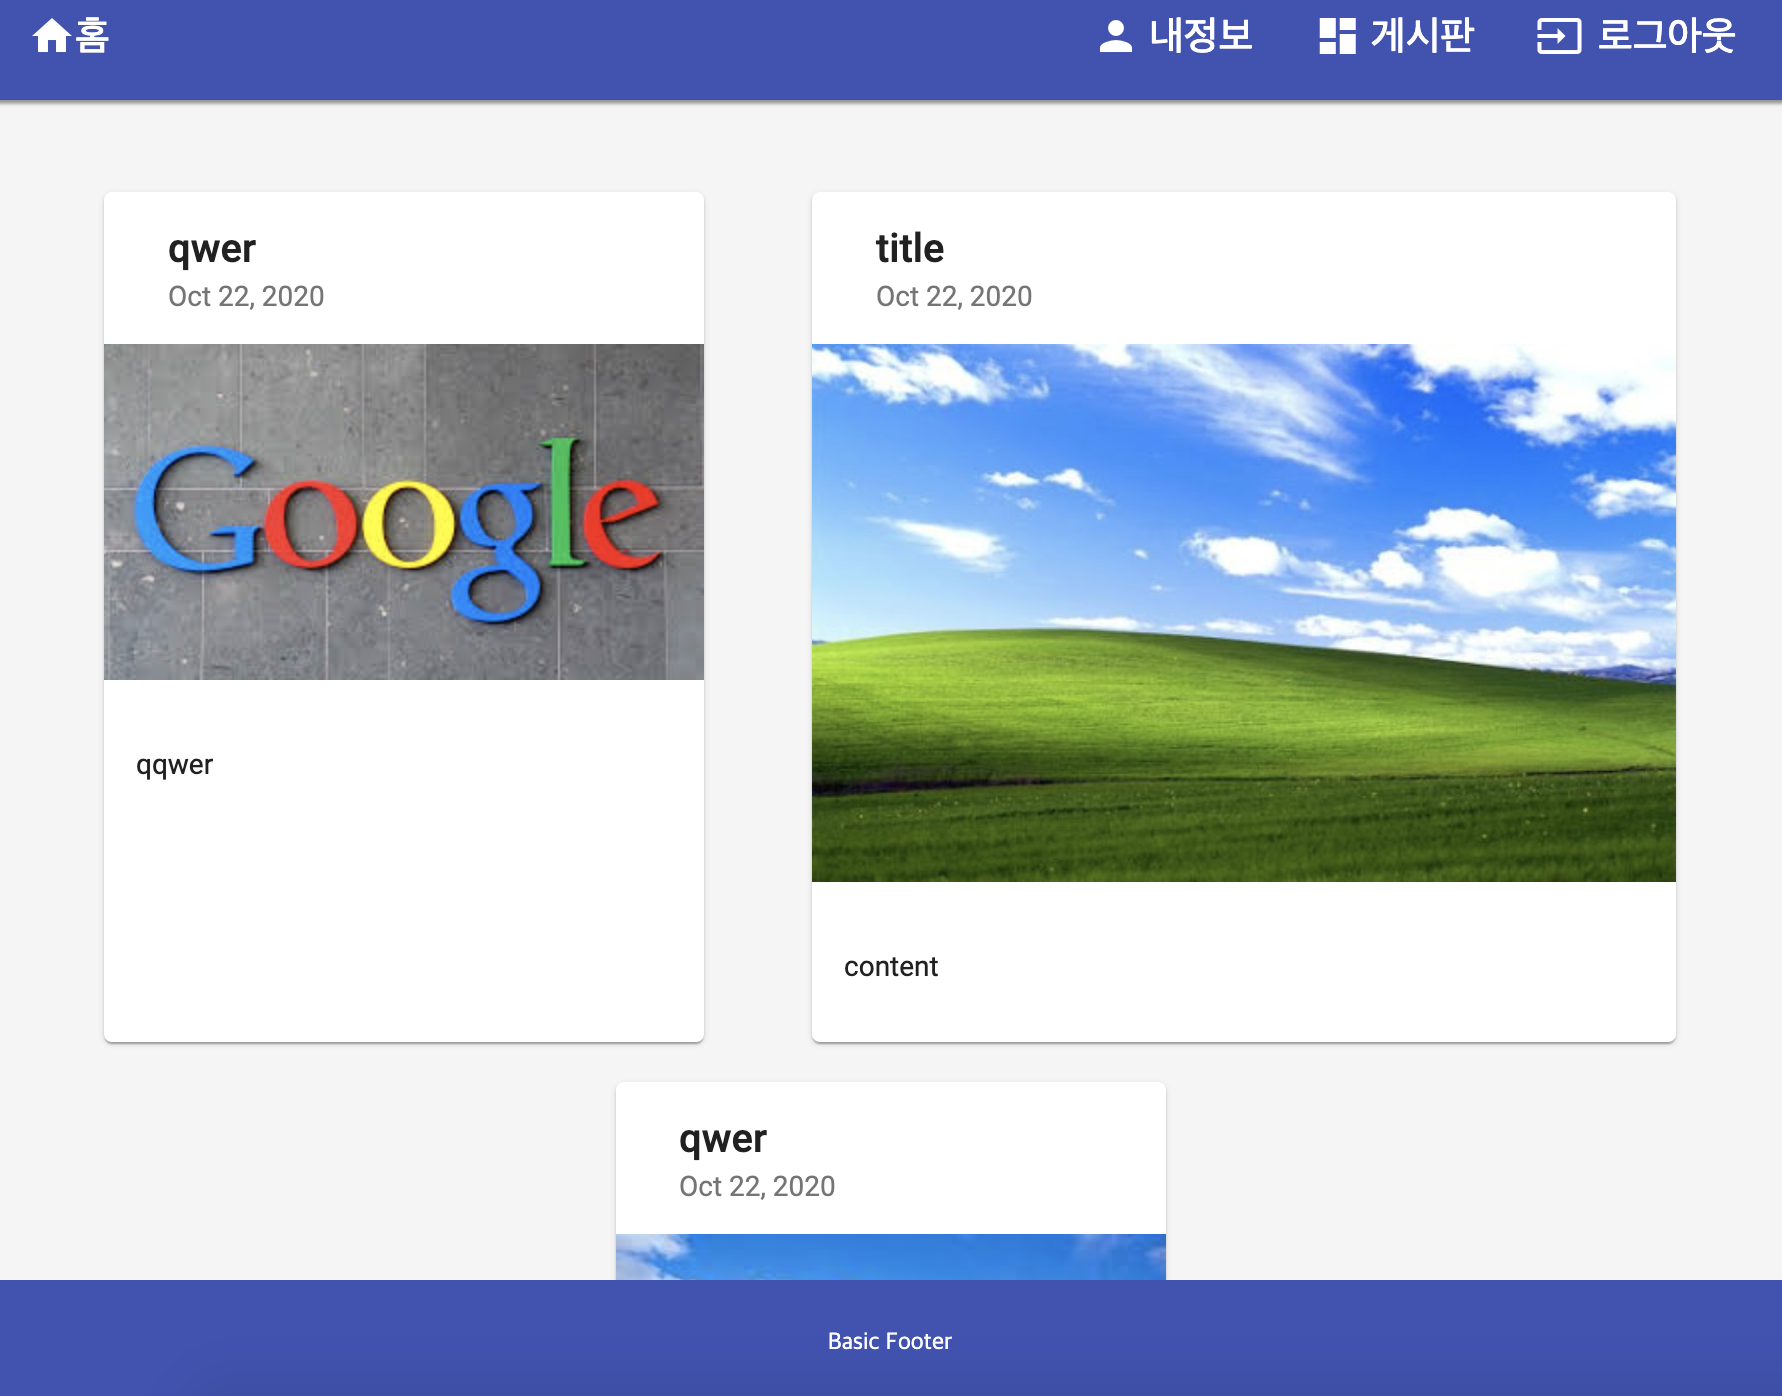 홈
내정보
게시판
로그아웃
qwer
Oct 22, 2020
Google
qqwer
title
Oct 22, 2020
content
qwer
Oct 22, 2020
Basic Footer